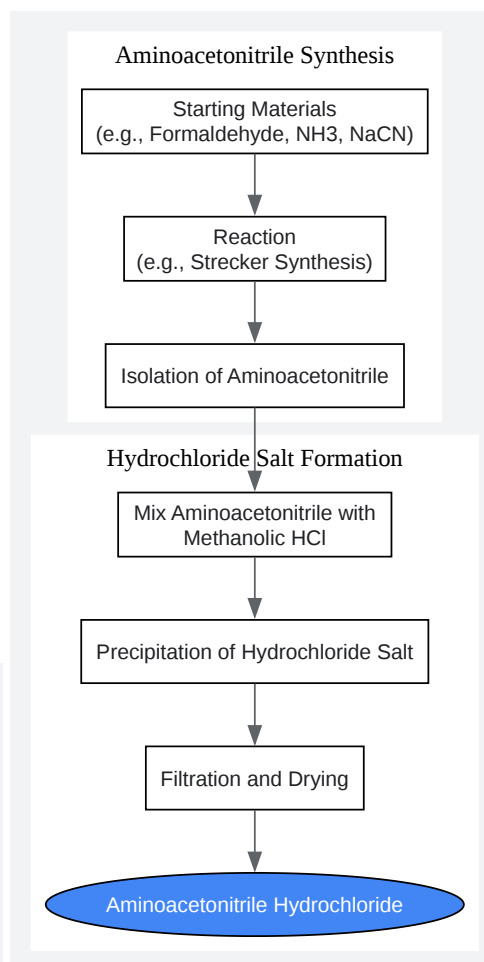 Aminoacetonitrile Synthesis
Starting Materials
(e.g., Formaldehyde, NH3, NaCN)
Reaction
(e.g., Strecker Synthesis)
Isolation of Aminoacetonitrile
Hydrochloride Salt Formation
Mix Aminoacetonitrile with
Methanolic HCl
Precipitation of Hydrochloride Salt
Filtration and Drying
Aminoacetonitrile Hydrochloride